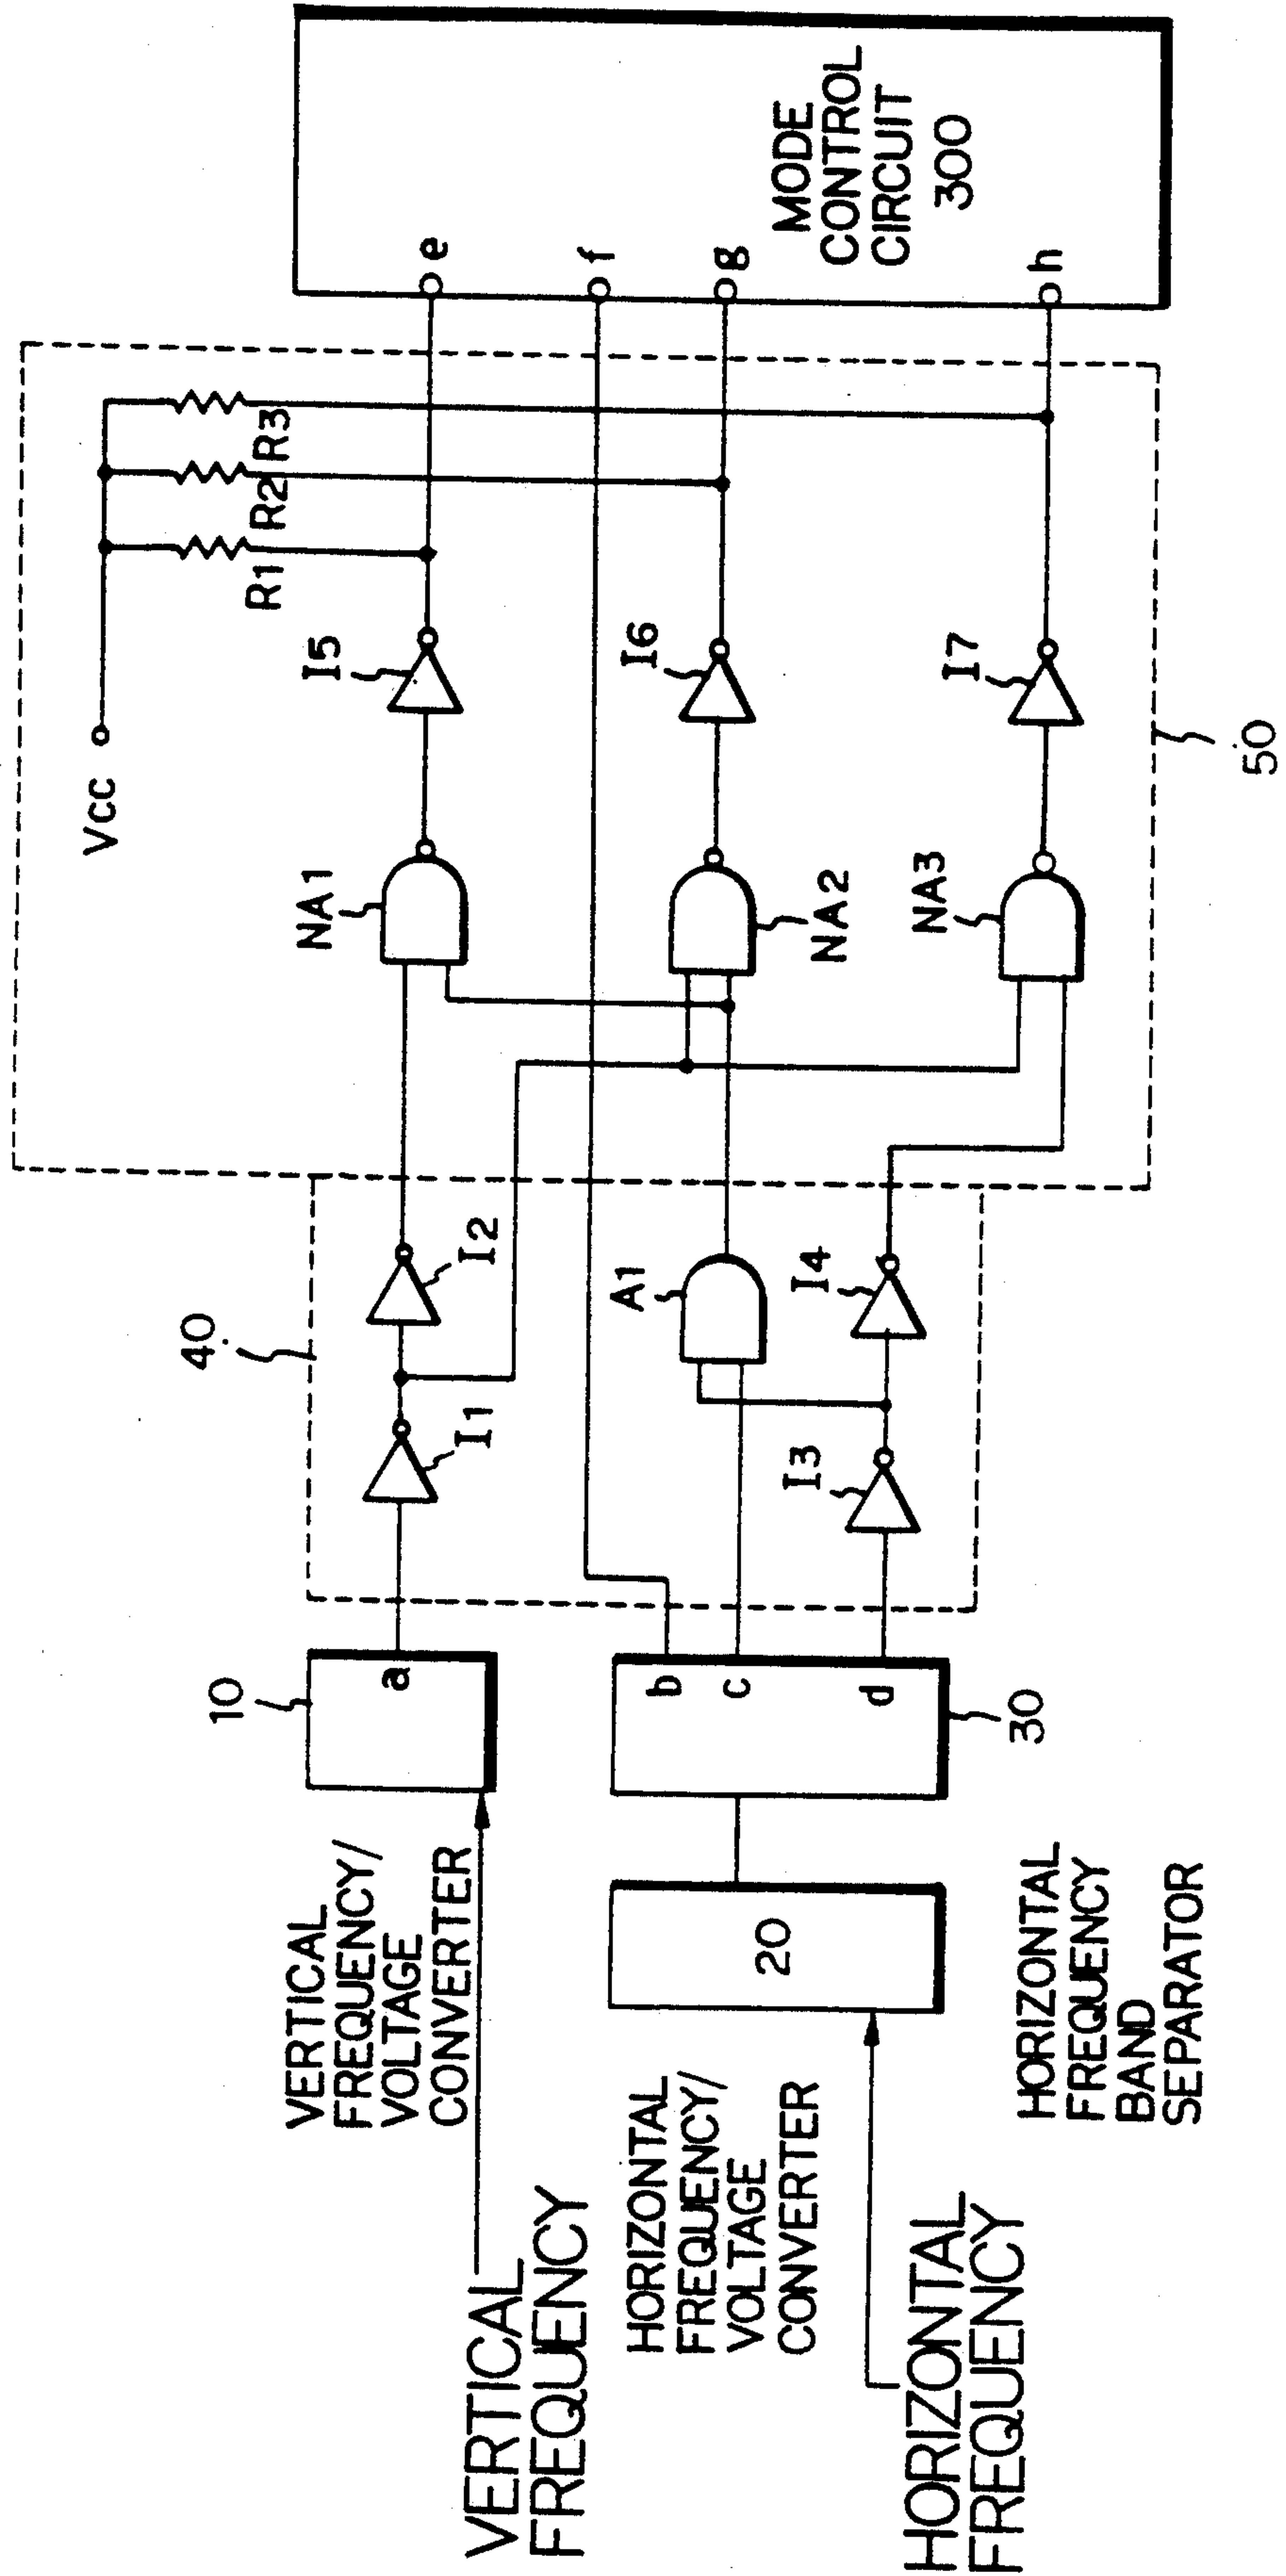 VERTICAL
FREQUENCY
VERTICAL
FREQUENCY/
VOLTAGE
CONVERTER
10
a
40
I1
I2
VCC
NA1
I5
R1
R2
R3
e
f
g
h
MODE
CONTROL
CIRCUIT
300
HORIZONTAL
FREQUENCY
HORIZONTAL
FREQUENCY/
VOLTAGE
CONVERTER
20
b
c
d
30
HORIZONTAL
FREQUENCY
BAND
SEPARATOR
A1
I3
I4
NA2
I6
NA3
I7
50